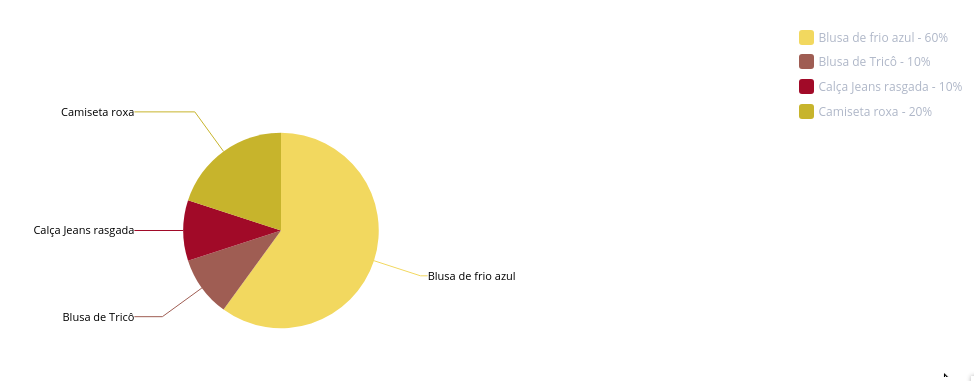 Blusa de frio azul - 60%
Blusa de Tricô - 10%
Calça Jeans rasgada - 10%
Camiseta roxa - 20%
Camiseta roxa
Calça Jeans rasgada
Blusa de frio azul
Blusa de Tricô